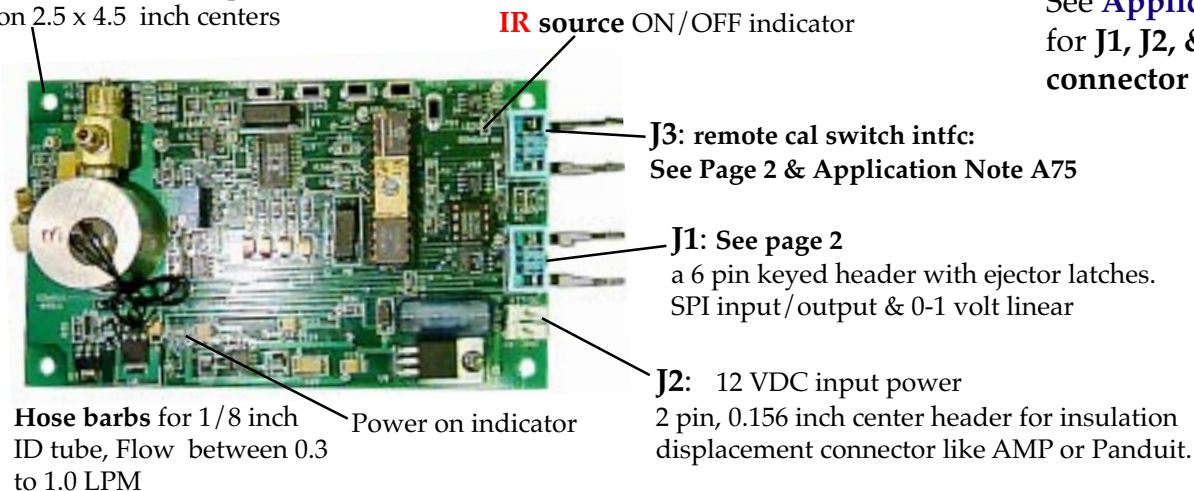 on 2.5 x 4.5 inch centers
IR source ON/OFF indicator
See Applic
for J1, J2, &
connector
J3: remote cal switch intfc:
See Page 2 & Application Note A75
J1: See page 2
a 6 pin keyed header with ejector latches.
SPI input/output & 0-1 volt linear
J2: 12 VDC input power
2 pin, 0.156 inch center header for insulation
displacement connector like AMP or Panduit.
Hose barbs for 1/8 inch
ID tube, Flow between 0.3
to 1.0 LPM
Power on indicator